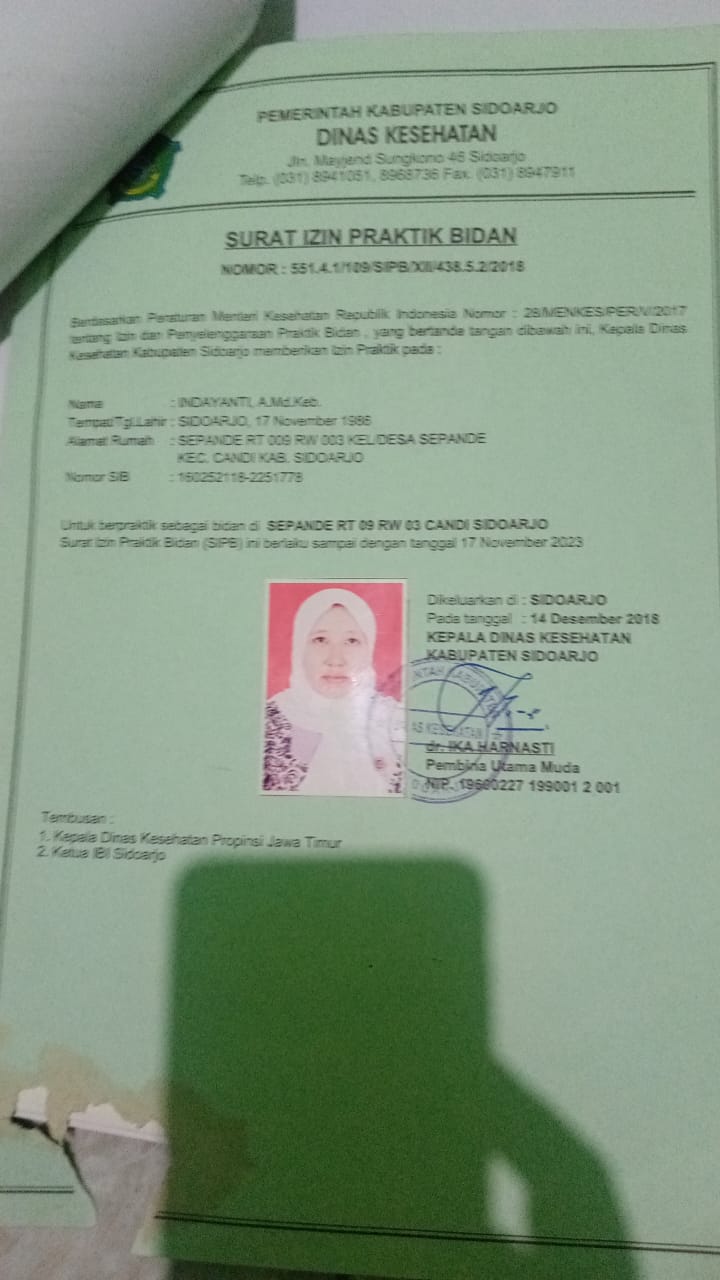 PEMERINTAH KABUPATEN SIDOARJO
DINAS KESEHATAN
Jln. Mayjend Sungkono 46 Sidoarjo
Telp. (031) 8941051, 8968736 Fax. (031) 8947911
SURAT IZIN PRAKTIK BIDAN
NOMOR : 551.4.1/109/SIPB/XII/438.5.2/2018
Berdasarkan Peraturan Menteri Kesehatan Republik Indonesia Nomor : 28/MENKES/PER/V/2017
tentang Izin dan Penyelenggaraan Praktik Bidan , yang bertanda tangan dibawah ini, Kepala Dinas
Kesehatan Kabupaten Sidoarjo memberikan Izin Praktik pada :
Nama : INDAYANTI, A.Md.Keb.
Tempat/Tgl.Lahir : SIDOARJO, 17 November 1986
Alamat Rumah : SEPANDE RT 009 RW 003 KEL/DESA SEPANDE
KEC. CANDI KAB. SIDOARJO
Nomor SIB : 160252118-2251778
Untuk berpraktik sebagai bidan di SEPANDE RT 09 RW 03 CANDI SIDOARJO
Surat Izin Praktik Bidan (SIPB) ini berlaku sampai dengan tanggal 17 November 2023
Dikeluarkan di : SIDOARJO
Pada tanggal : 14 Desember 2018
KEPALA DINAS KESEHATAN
KABUPATEN SIDOARJO
dr. IKA HARNASTI
Pembina Utama Muda
NIP. 19600227 199001 2 001
Tembusan :
1. Kepala Dinas Kesehatan Propinsi Jawa Timur
2. Ketua IBI Sidoarjo